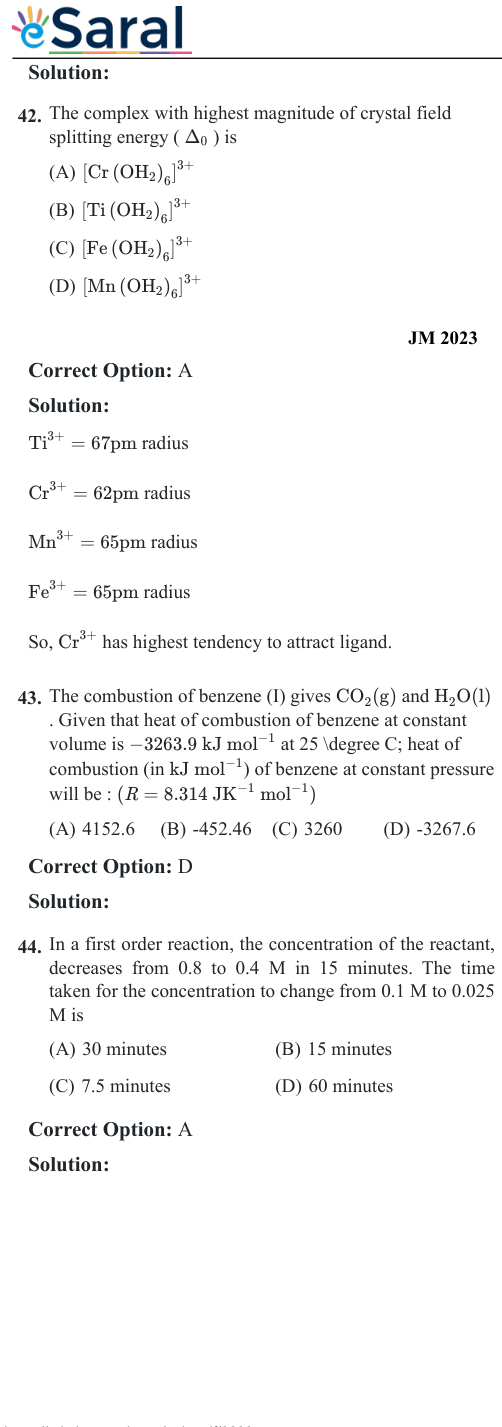 eSaral
Solution:
42. The complex with highest magnitude of crystal field
splitting energy ( Δ₀ ) is
(A) [Cr (OH₂)₆]³⁺
(B) [Ti (OH₂)₆]³⁺
(C) [Fe (OH₂)₆]³⁺
(D) [Mn (OH₂)₆]³⁺
JM 2023
Correct Option: A
Solution:
Ti³⁺ = 67pm radius
Cr³⁺ = 62pm radius
Mn³⁺ = 65pm radius
Fe³⁺ = 65pm radius
So, Cr³⁺ has highest tendency to attract ligand.
43. The combustion of benzene (I) gives CO₂(g) and H₂O(l)
. Given that heat of combustion of benzene at constant
volume is −3263.9 kJ mol⁻¹ at 25 \degree C; heat of
combustion (in kJ mol⁻¹) of benzene at constant pressure
will be : (R = 8.314 JK⁻¹ mol⁻¹)
(A) 4152.6 (B) -452.46 (C) 3260 (D) -3267.6
Correct Option: D
Solution:
44. In a first order reaction, the concentration of the reactant,
decreases from 0.8 to 0.4 M in 15 minutes. The time
taken for the concentration to change from 0.1 M to 0.025
M is
(A) 30 minutes (B) 15 minutes
(C) 7.5 minutes (D) 60 minutes
Correct Option: A
Solution: